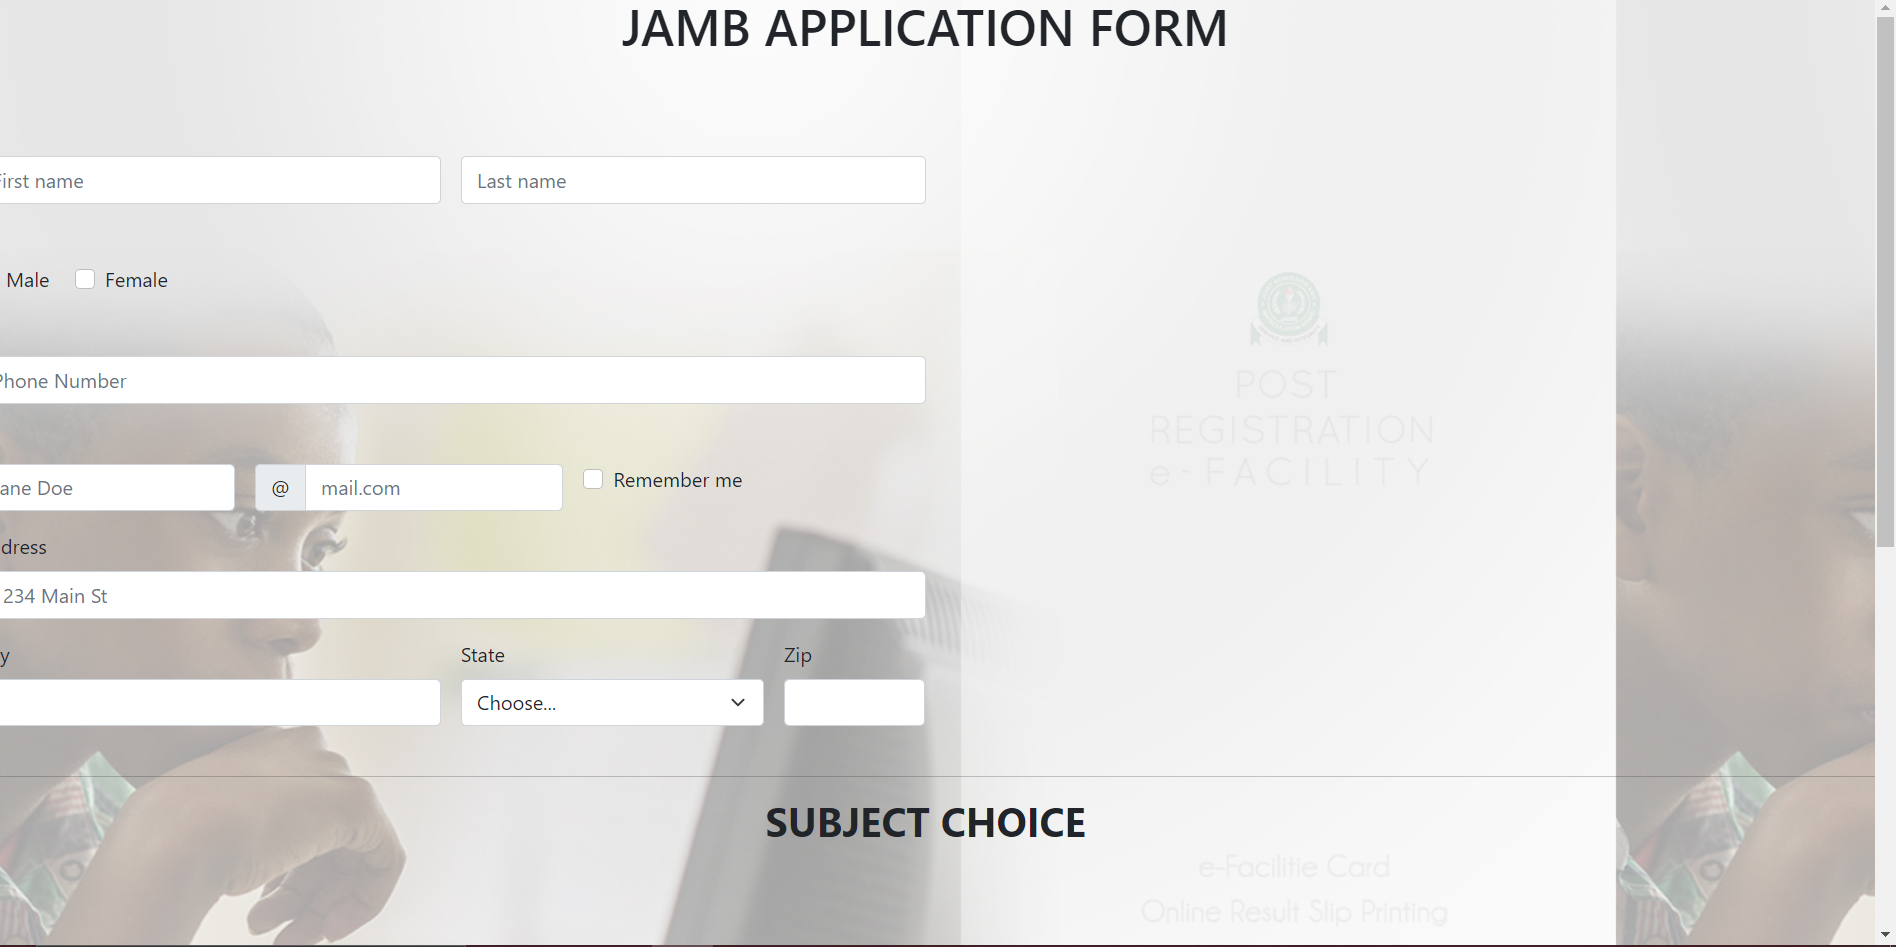 JAMB APPLICATION FORM
irst name
Last name
Male
Female
POST
REGISTRATION
e-FACILITY
Phone Number
ane Doe
@
mail.com
Remember me
dress
234 Main St
y
State
Zip
Choose...
SUBJECT CHOICE
e-Facilitie Card
Online Result Slip Printing